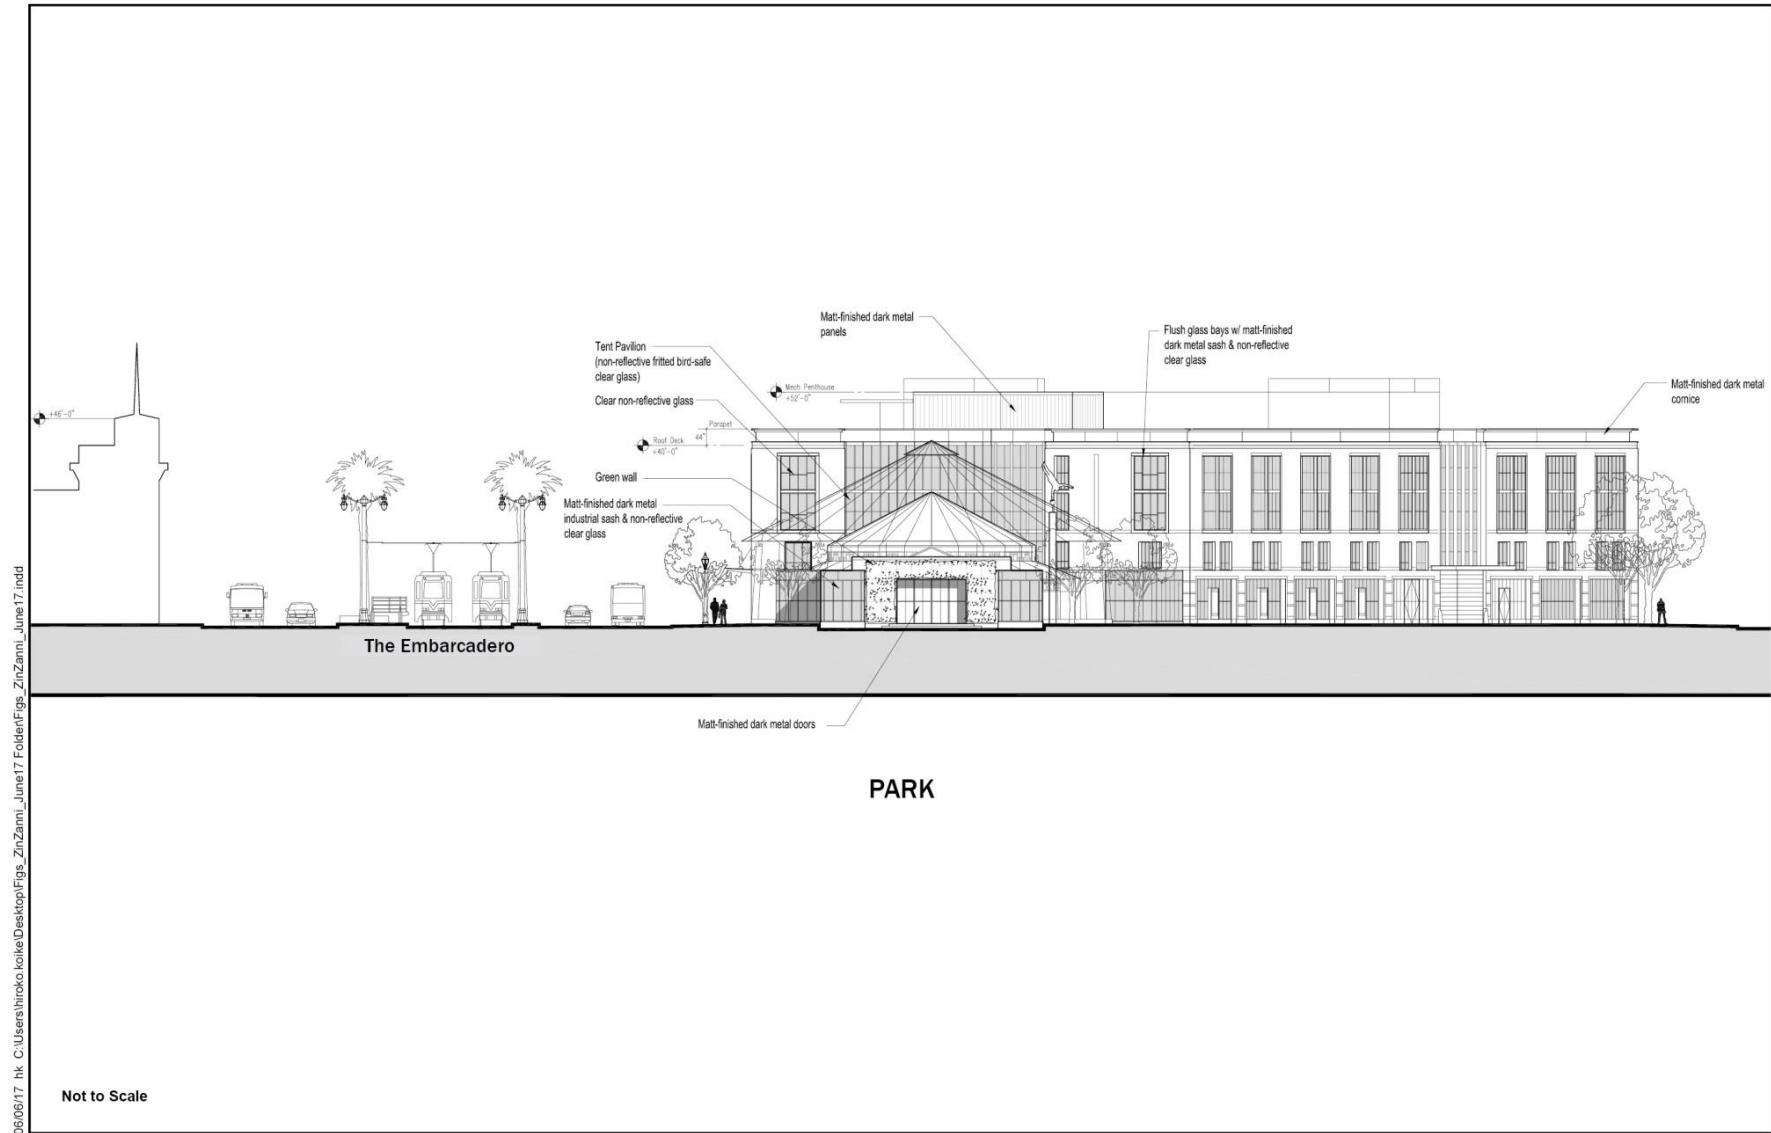 Matt-finished dark metal
panels
Flush glass bays w/ matt-finished
dark metal sash & non-reflective
clear glass
Tent Pavilion
(non-reflective fritted bird-safe
clear glass)
Mech Penthouse
+52'-0"
Matt-finished dark metal
cornice
Clear non-reflective glass
+46'-0"
Parapet
44"
Roof Deck
+40'-0"
Green wall
Matt-finished dark metal
industrial sash & non-reflective
clear glass
The Embarcadero
Matt-finished dark metal doors
PARK
Not to Scale
06/06/17 hk C:\Users\hiroko.koike\Desktop\Figs_ZinZanni_June17 Folder\Figs_ZinZanni_June17.indd